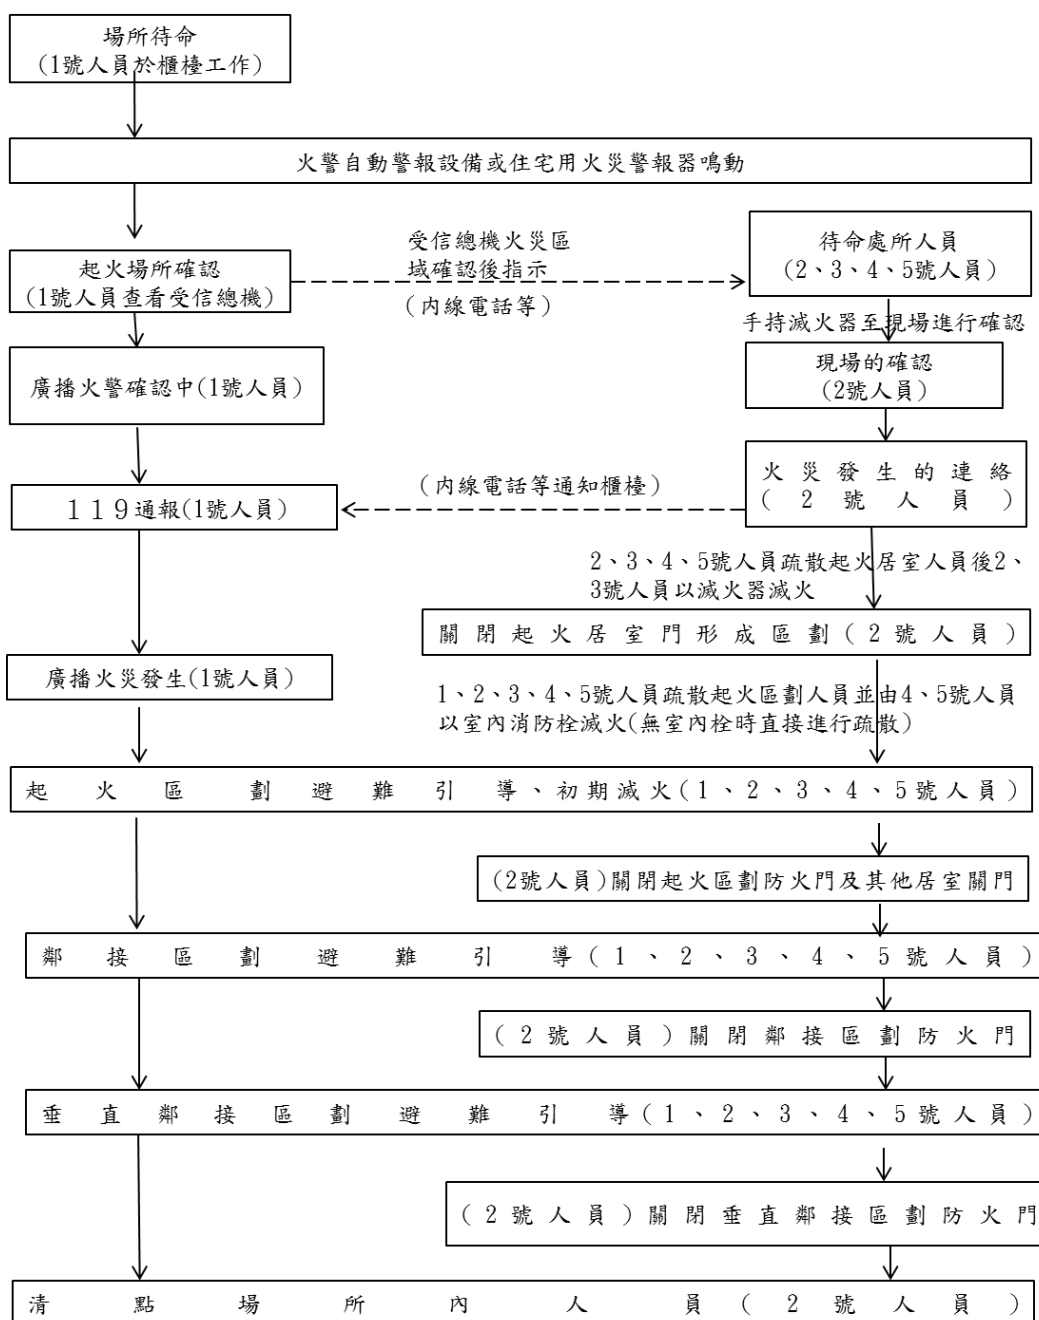 場所待命
(1號人員於櫃檯工作)
火警自動警報設備或住宅用火災警報器鳴動
起火場所確認
(1號人員查看受信總機)
受信總機火災區
域確認後指示
(內線電話等)
待命處所人員
(2、3、4、5號人員)
手持滅火器至現場進行確認
廣播火警確認中(1號人員)
現場的確認
(2號人員)
火災發生的連絡
(2號人員)
(內線電話等通知櫃檯)
119通報(1號人員)
2、3、4、5號人員疏散起火居室人員後2、
3號人員以滅火器滅火
關閉起火居室門形成區劃(2號人員)
廣播火災發生(1號人員)
1、2、3、4、5號人員疏散起火區劃人員並由4、5號人員
以室內消防栓滅火(無室內栓時直接進行疏散)
起火區劃避難引導、初期滅火(1、2、3、4、5號人員)
(2號人員)關閉起火區劃防火門及其他居室關門
鄰接區劃避難引導(1、2、3、4、5號人員)
(2號人員)關閉鄰接區劃防火門
垂直鄰接區劃避難引導(1、2、3、4、5號人員)
(2號人員)關閉垂直鄰接區劃防火門
清點場所內人員(2號人員)